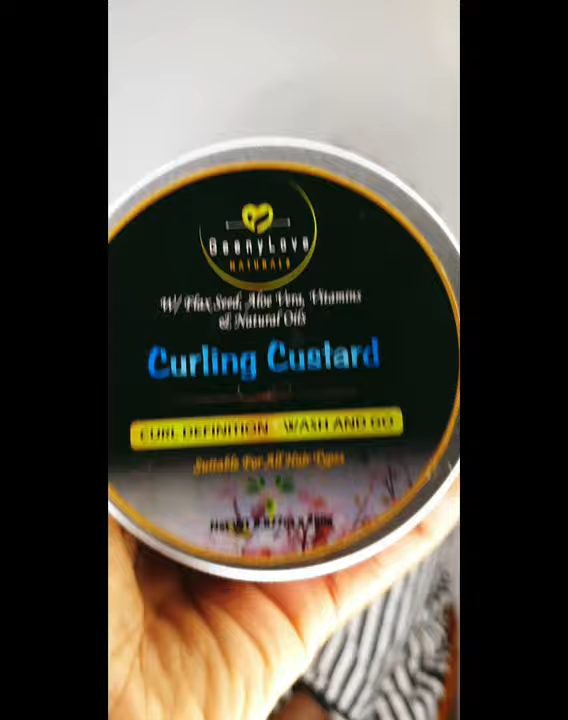 NATURALS
W/ Flax Seed, Aloe Vera, Vitamins
& Natural Oils
Curling Custard
CURL DEFINITION - WASH AND GO
Suitable For All Hair Types